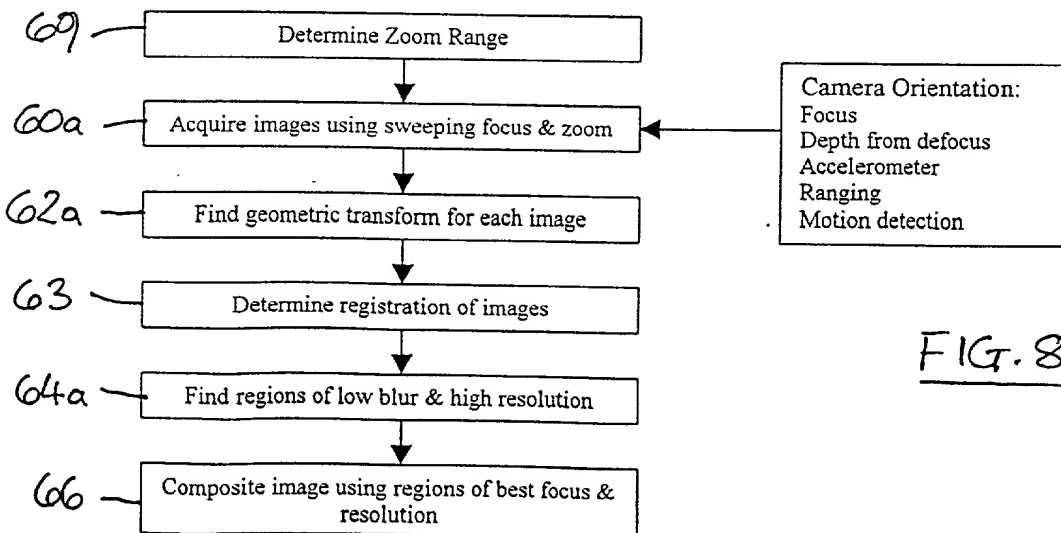 69
Determine Zoom Range
60a
Acquire images using sweeping focus & zoom
Camera Orientation:
Focus
Depth from defocus
Accelerometer
Ranging
Motion detection
62a
Find geometric transform for each image
63
Determine registration of images
64a
Find regions of low blur & high resolution
66
Composite image using regions of best focus &
resolution
FIG. 8